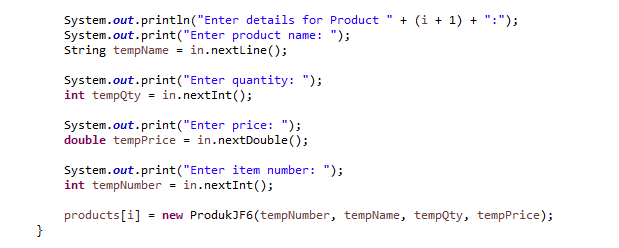 System.out.println("Enter details for Product " + (i + 1) + ":");
System.out.print("Enter product name: ");
String tempName = in.nextLine();
System.out.print("Enter quantity: ");
int tempQty = in.nextInt();
System.out.print("Enter price: ");
double tempPrice = in.nextDouble();
System.out.print("Enter item number: ");
int tempNumber = in.nextInt();
products[i] = new ProdukJF6(tempNumber, tempName, tempQty, tempPrice);
}